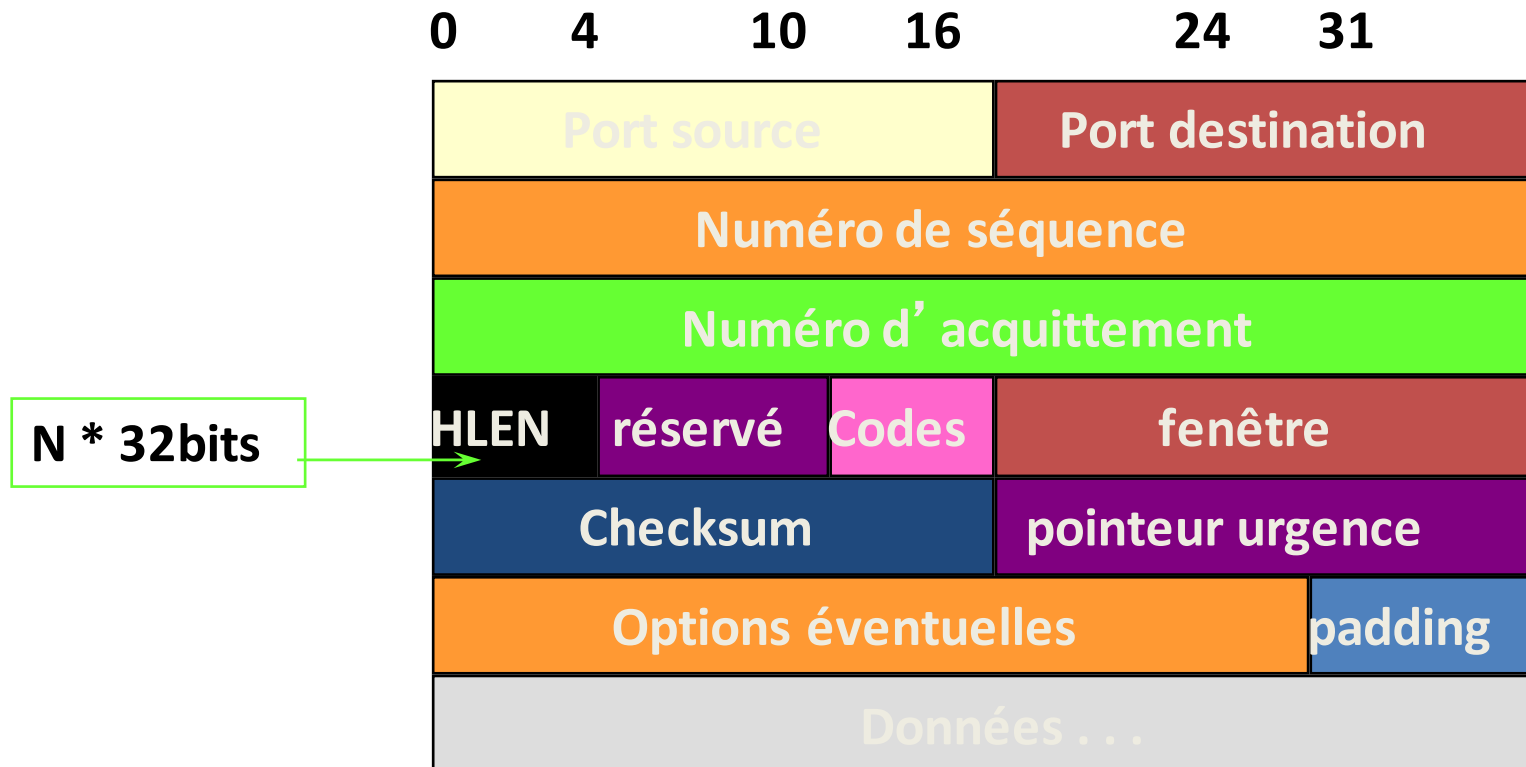 0 4 10 16 24 31
Port source Port destination
Numéro de séquence
Numéro d’ acquittement
N * 32bits HLEN réservé Codes fenêtre
Checksum pointeur urgence
Options éventuelles padding
Données . . .